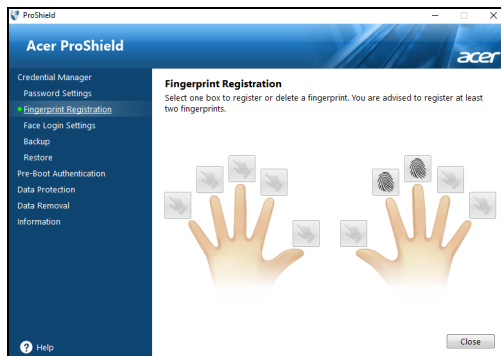 ProShield
Acer ProShield
acer
Credential Manager
Password Settings
Fingerprint Registration
Face Login Settings
Backup
Restore
Pre-Boot Authentication
Data Protection
Data Removal
Information
Help
Fingerprint Registration
Select one box to register or delete a fingerprint. You are advised to register at least
two fingerprints.
Close